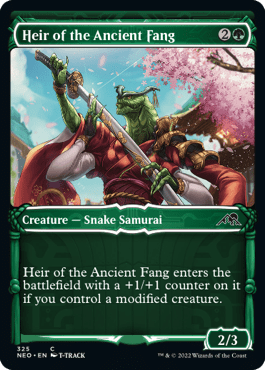 Heir of the Ancient Fang 2
Creature — Snake Samurai
Heir of the Ancient Fang enters the
battlefield with a +1/+1 counter on it
if you control a modified creature.
2/3
325 C
NEO • EN T-TRACK
™ & © 2022 Wizards of the Coast